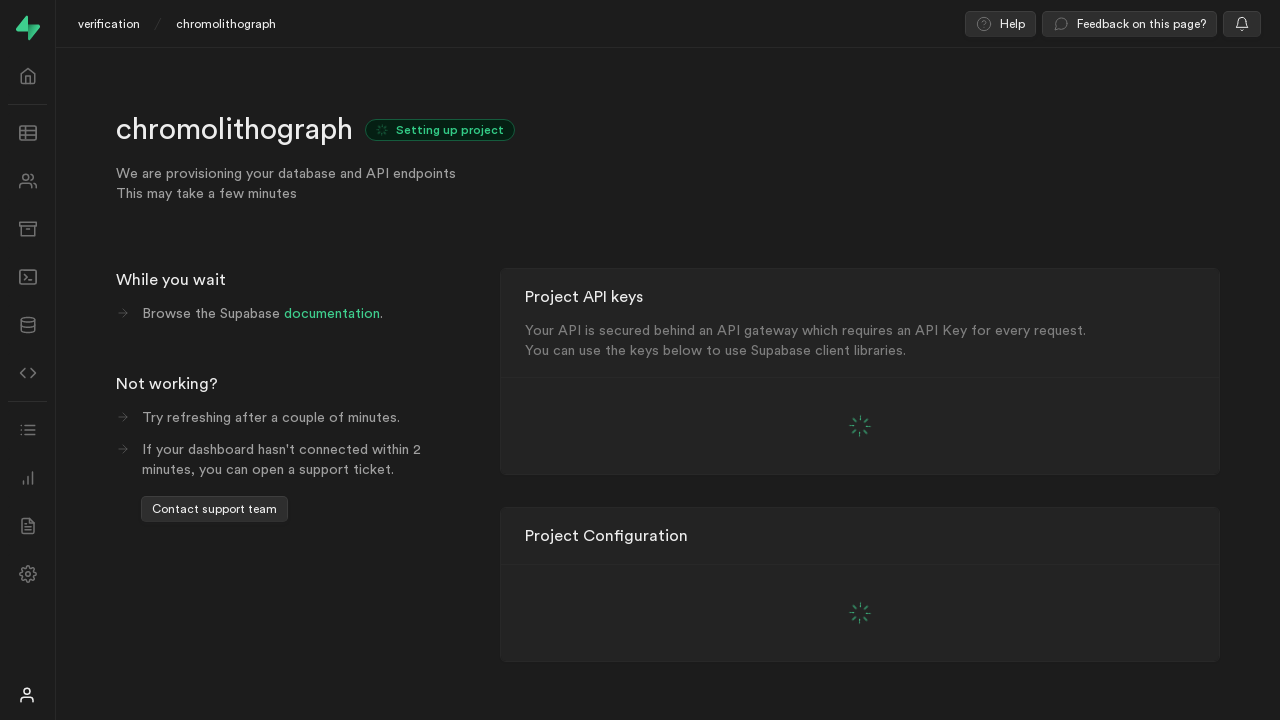 verification / chromolithograph
Help
Feedback on this page?
chromolithograph
Setting up project
We are provisioning your database and API endpoints
This may take a few minutes
While you wait
Browse the Supabase documentation.
Not working?
Try refreshing after a couple of minutes.
If your dashboard hasn't connected within 2
minutes, you can open a support ticket.
Contact support team
Project API keys
Your API is secured behind an API gateway which requires an API Key for every request.
You can use the keys below to use Supabase client libraries.
Project Configuration